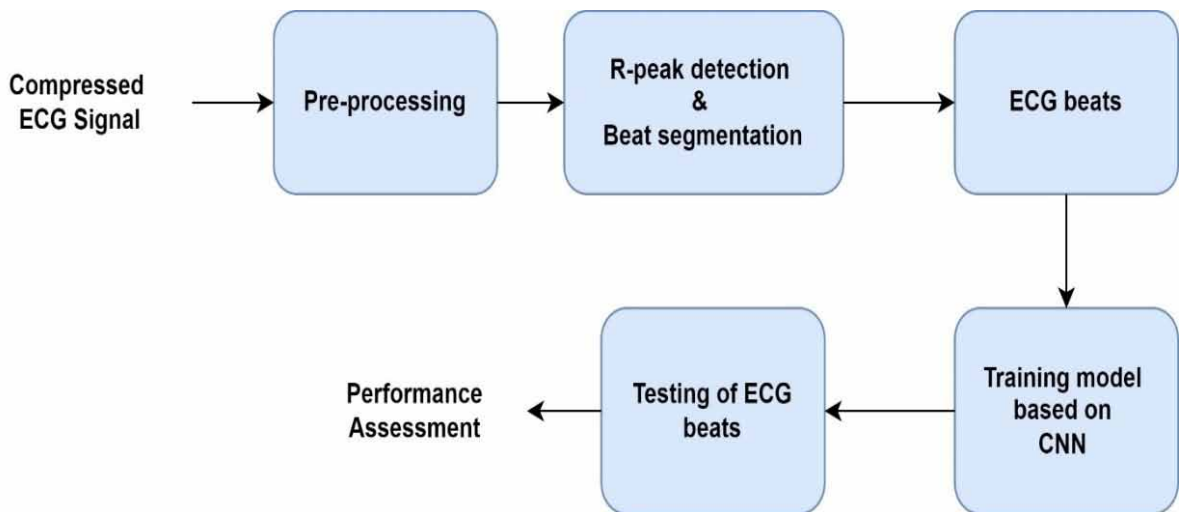 Compressed
ECG Signal
Pre-processing
R-peak detection
&
Beat segmentation
ECG beats
Training model
based on
CNN
Testing of ECG
beats
Performance
Assessment